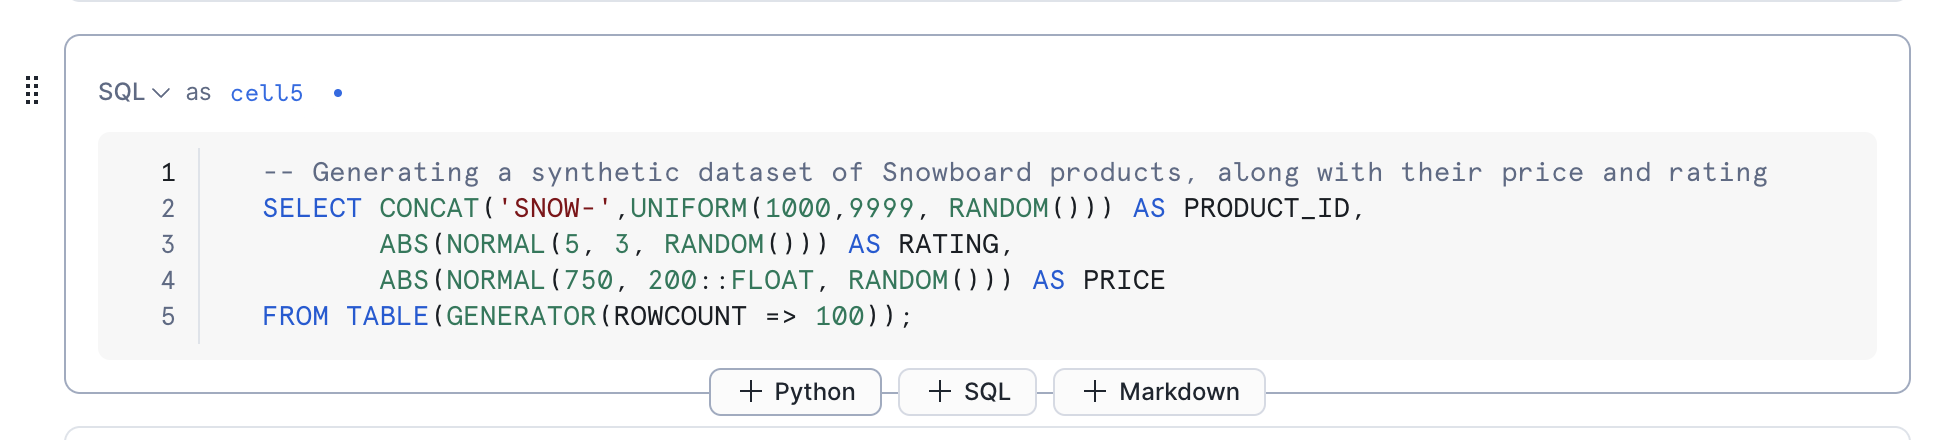 SQL as cell5
1 -- Generating a synthetic dataset of Snowboard products, along with their price and rating
2 SELECT CONCAT('SNOW-',UNIFORM(1000,9999, RANDOM())) AS PRODUCT_ID,
3 ABS(NORMAL(5, 3, RANDOM())) AS RATING,
4 ABS(NORMAL(750, 200::FLOAT, RANDOM())) AS PRICE
5 FROM TABLE(GENERATOR(ROWCOUNT => 100));
+ Python + SQL + Markdown